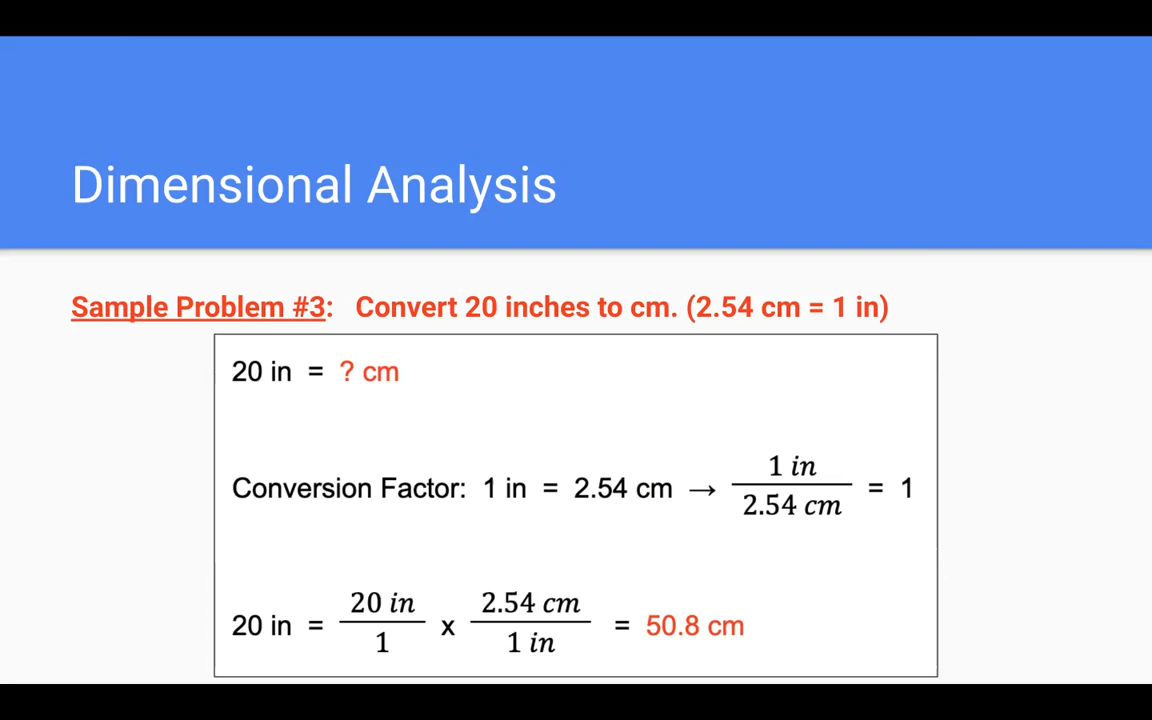 Dimensional Analysis
Sample Problem #3: Convert 20 inches to cm. (2.54 cm = 1 in)
20 in = ? cm
Conversion Factor: 1 in = 2.54 cm → 1 in / 2.54 cm = 1
20 in = 20 in / 1 x 2.54 cm / 1 in = 50.8 cm